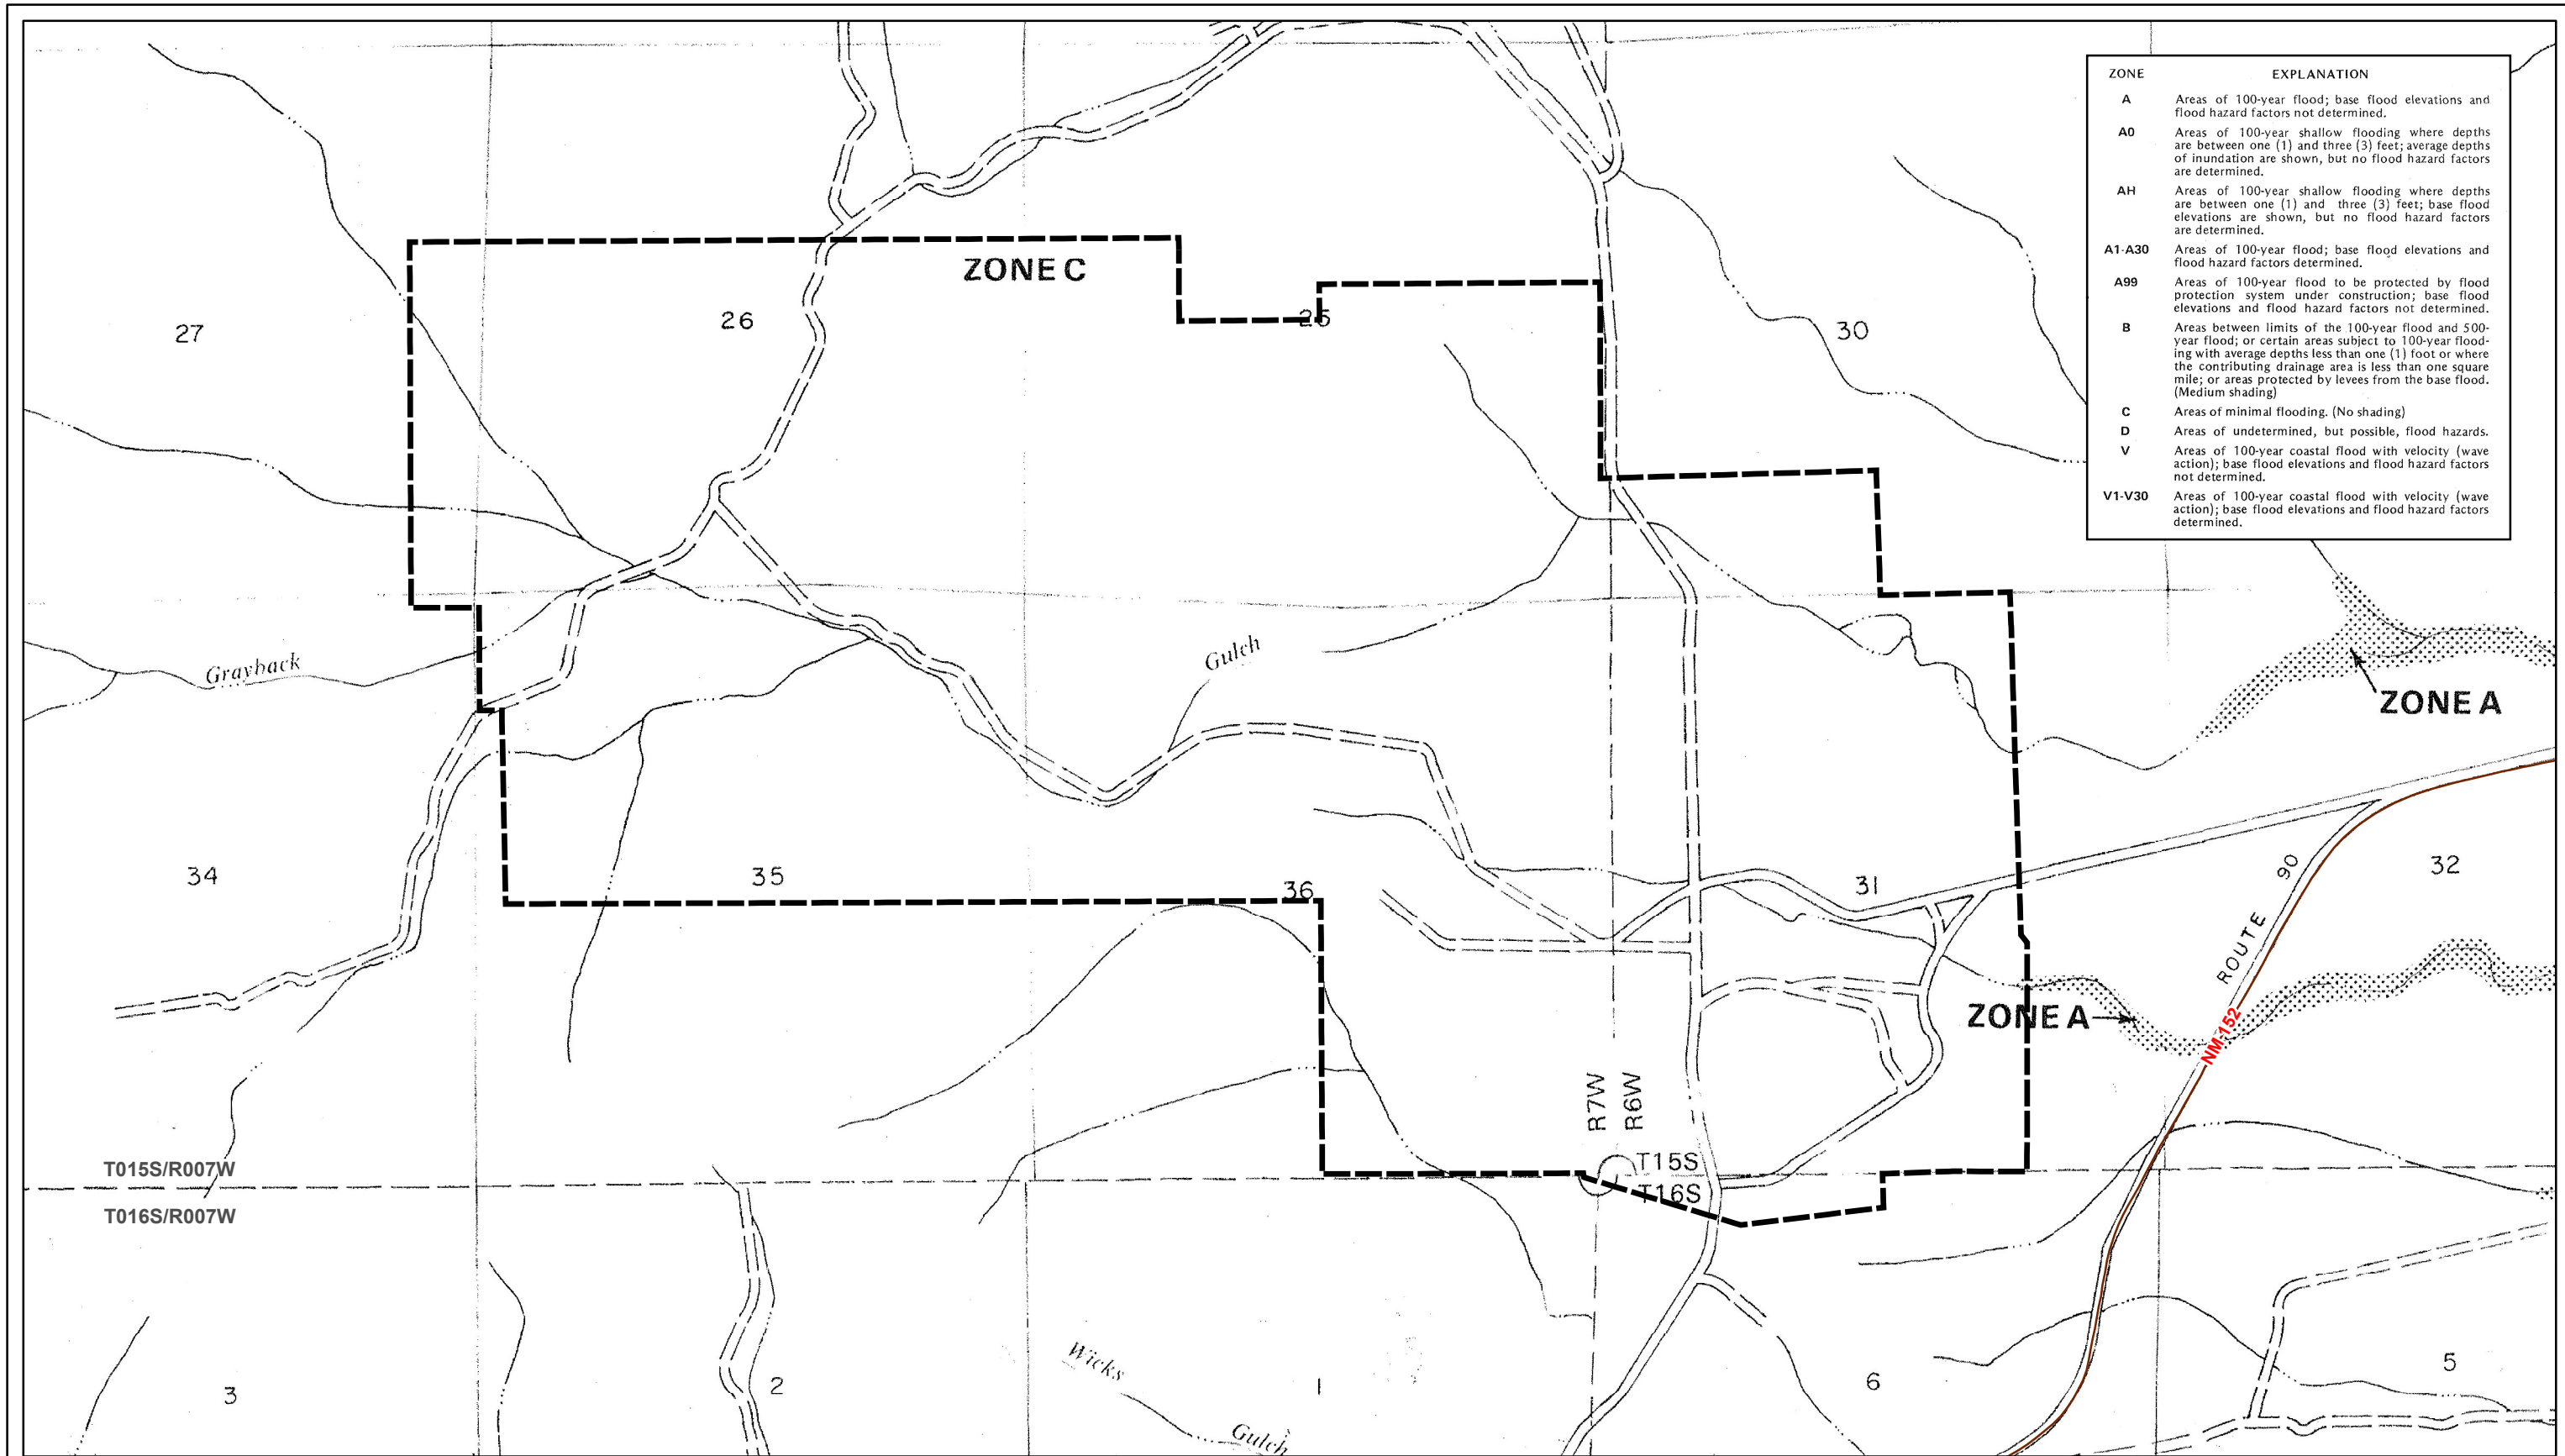 ZONE EXPLANATION
A Areas of 100-year flood; base flood elevations and
flood hazard factors not determined.
A0 Areas of 100-year shallow flooding where depths
are between one (1) and three (3) feet; average depths
of inundation are shown, but no flood hazard factors
are determined.
AH Areas of 100-year shallow flooding where depths
are between one (1) and three (3) feet; base flood
elevations are shown, but no flood hazard factors
are determined.
A1-A30 Areas of 100-year flood; base flood elevations and
flood hazard factors determined.
A99 Areas of 100-year flood to be protected by flood
protection system under construction; base flood
elevations and flood hazard factors not determined.
B Areas between limits of the 100-year flood and 500-
year flood; or certain areas subject to 100-year flood-
ing with average depths less than one (1) foot or where
the contributing drainage area is less than one square
mile; or areas protected by levees from the base flood.
(Medium shading)
C Areas of minimal flooding. (No shading)
D Areas of undetermined, but possible, flood hazards.
V Areas of 100-year coastal flood with velocity (wave
action); base flood elevations and flood hazard factors
not determined.
V1-V30 Areas of 100-year coastal flood with velocity (wave
action); base flood elevations and flood hazard factors
determined.
ZONE C
27
26
25
30
Grayback
Gulch
ZONE A
34
35
36
31
32
ROUTE 90
ZONE A
NM-152
R7W
R6W
T15S
T16S
T015S/R007W
T016S/R007W
Wicks
Gulch
3
2
1
6
5